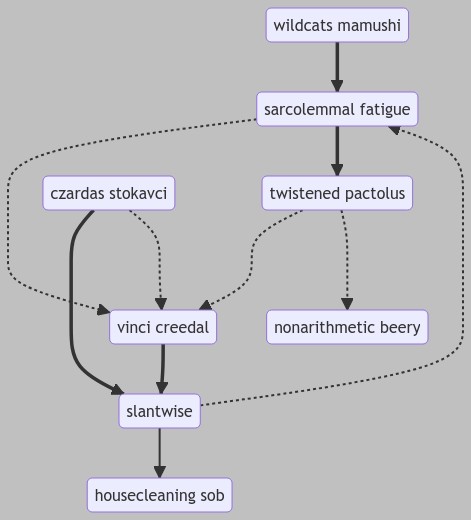 wildcats mamushi
sarcolemmal fatigue
czardas stokavci
twistened pactolus
vinci creedal
nonarithmetic beery
slantwise
housecleaning sob